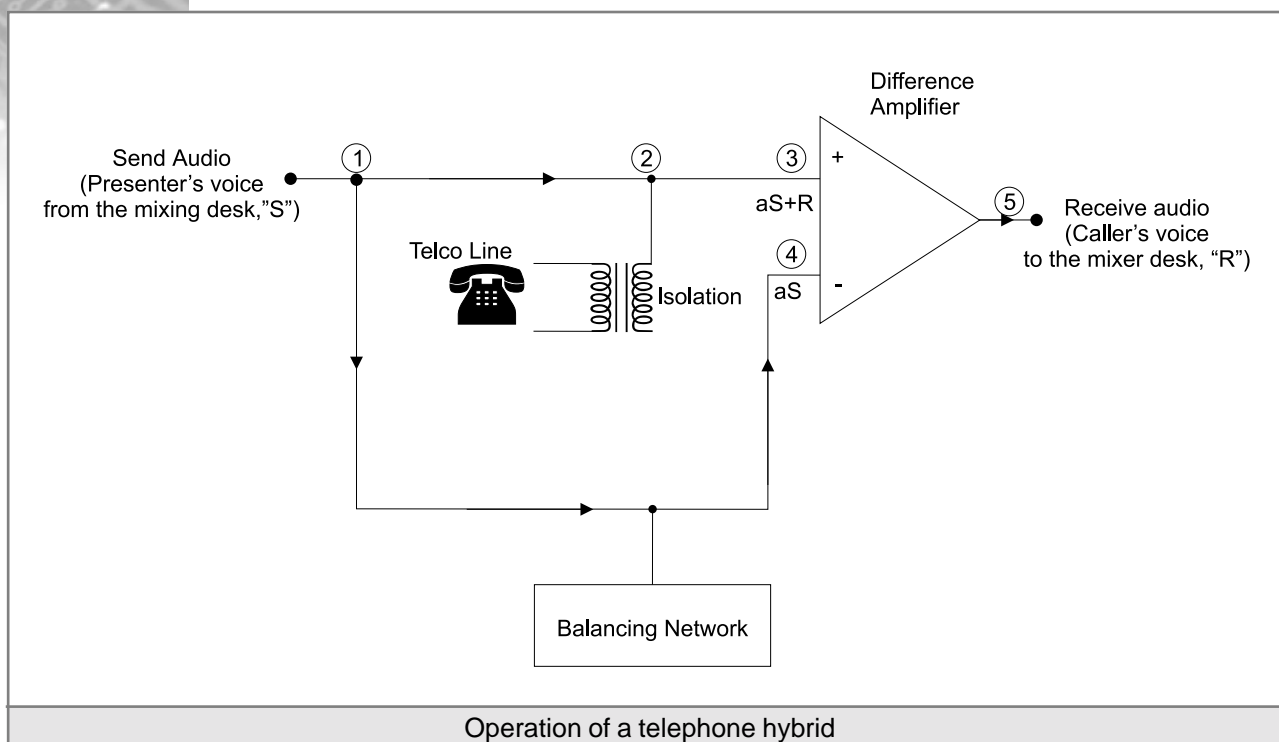 Difference
Amplifier
Send Audio
(Presenter's voice
from the mixing desk,"S")
1
2
3
+
aS+R
5
Receive audio
(Caller's voice
to the mixer desk, “R”)
Telco Line
Isolation
4
aS
-
Balancing Network
Operation of a telephone hybrid